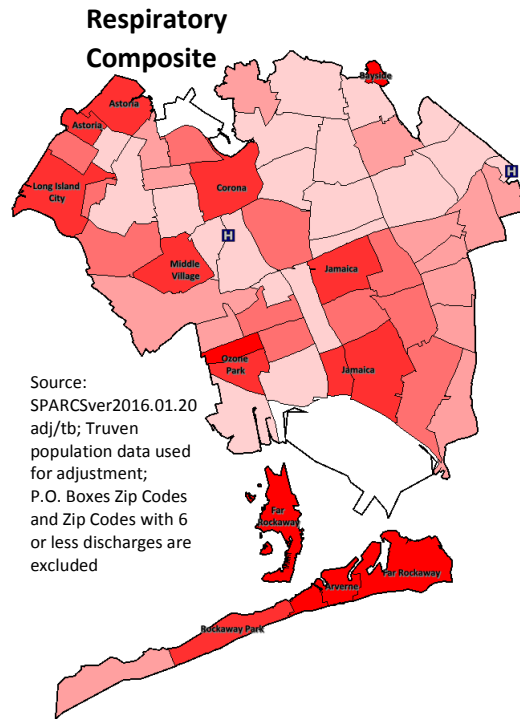 Respiratory
Composite
Bayside
Astoria
Astoria
H
Long Island
City
Corona
H
Middle
Village
Jamaica
Ozone
Park
Jamaica
Source:
SPARCSver2016.01.20
adj/tb; Truven
population data used
for adjustment;
P.O. Boxes Zip Codes
and Zip Codes with 6
or less discharges are
excluded
Far
Rockaway
Far Rockaway
Arverne
Rockaway Park